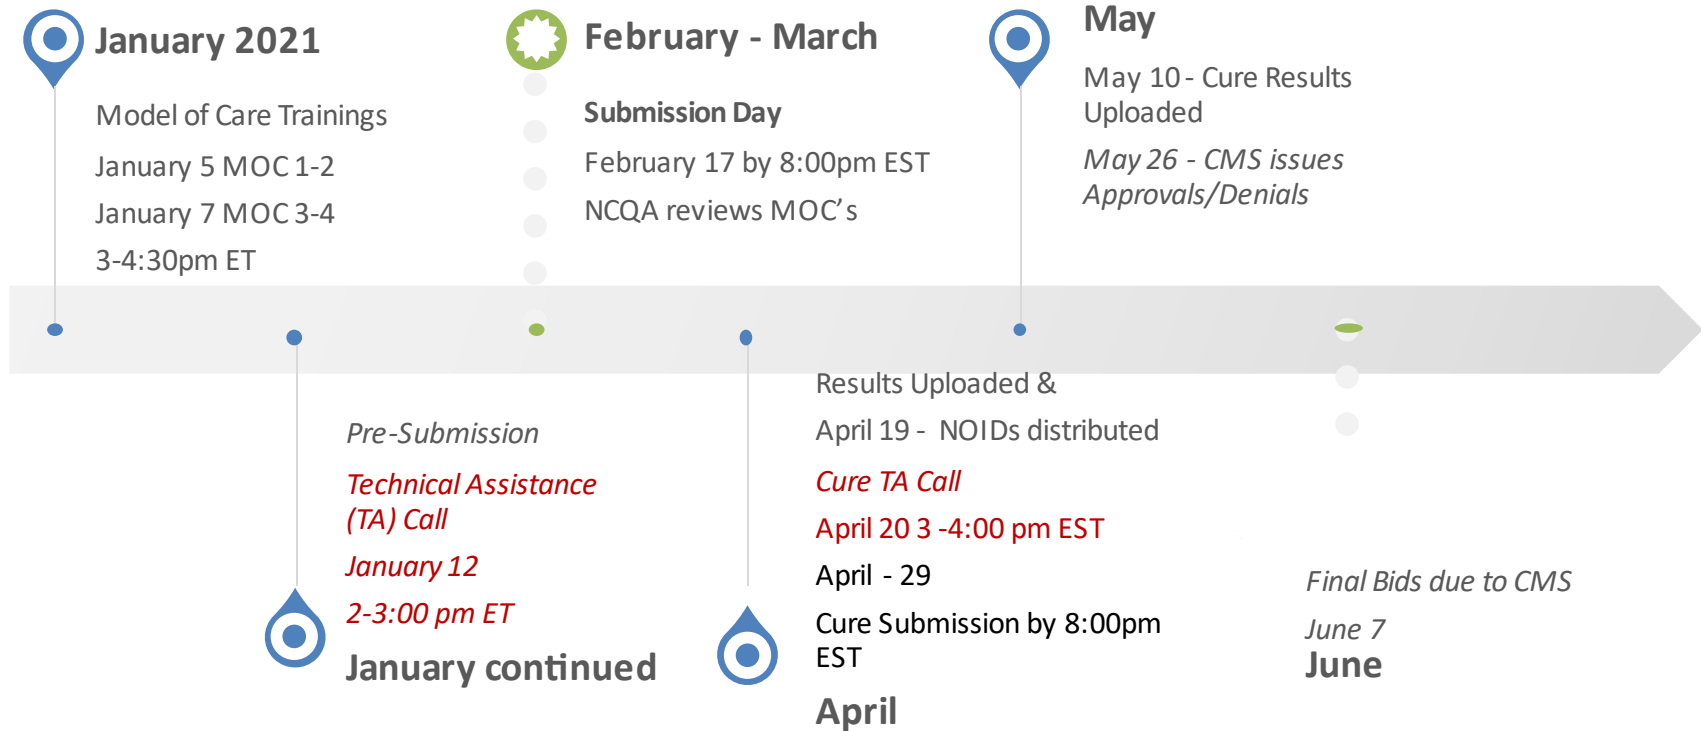 January 2021
Model of Care Trainings
January 5 MOC 1-2
January 7 MOC 3-4
3-4:30pm ET
Pre-Submission
Technical Assistance
(TA) Call
January 12
2-3:00 pm ET
January continued
February - March
Submission Day
February 17 by 8:00pm EST
NCQA reviews MOC’s
Results Uploaded &
April 19 - NOIDs distributed
Cure TA Call
April 20 3 -4:00 pm EST
April - 29
Cure Submission by 8:00pm
EST
April
May
May 10 - Cure Results
Uploaded
May 26 - CMS issues
Approvals/Denials
Final Bids due to CMS
June 7
June